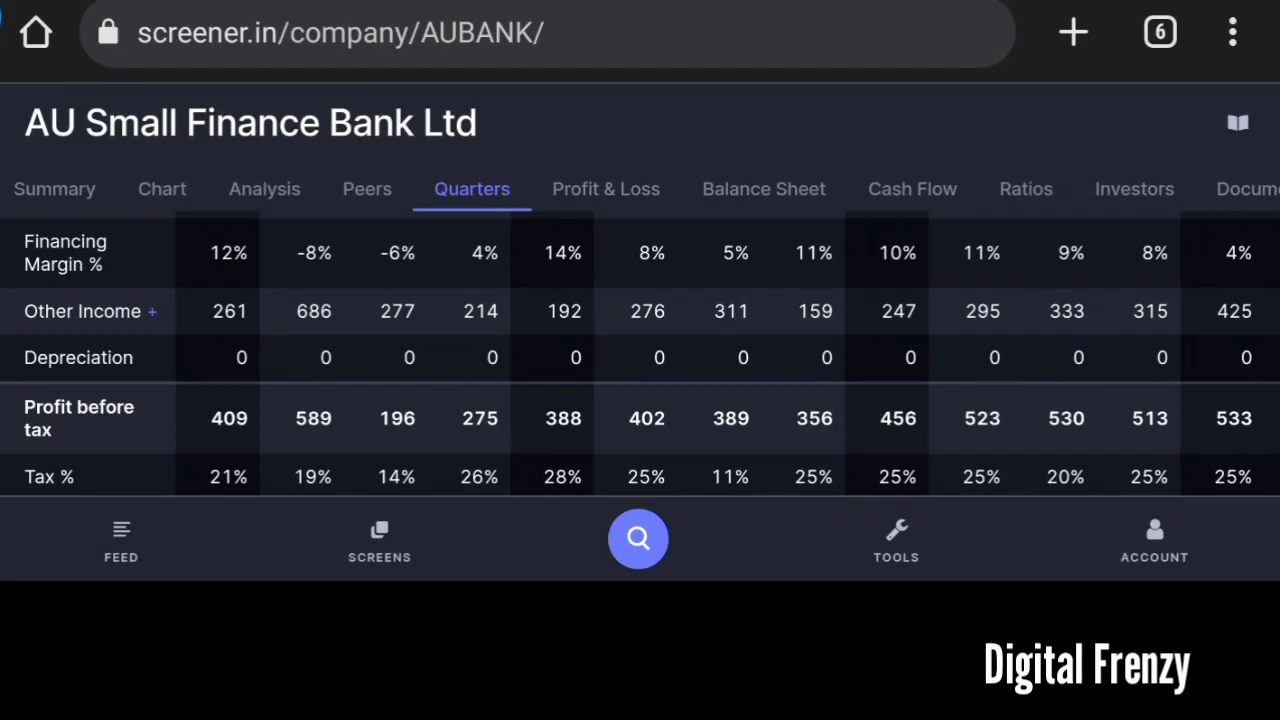 screener.in/company/AUBANK/
6
AU Small Finance Bank Ltd
Summary Chart Analysis Peers Quarters Profit & Loss Balance Sheet Cash Flow Ratios Investors Docum
Financing
Margin % 12% -8% -6% 4% 14% 8% 5% 11% 10% 11% 9% 8% 4%
Other Income + 261 686 277 214 192 276 311 159 247 295 333 315 425
Depreciation 0 0 0 0 0 0 0 0 0 0 0 0 0
Profit before
tax 409 589 196 275 388 402 389 356 456 523 530 513 533
Tax % 21% 19% 14% 26% 28% 25% 11% 25% 25% 25% 20% 25% 25%
FEED SCREENS TOOLS ACCOUNT
Digital Frenzy